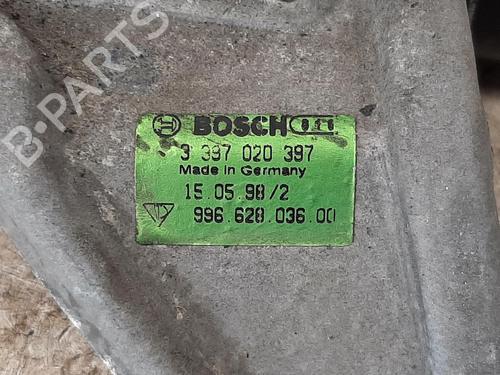 B-PARTS
BOSCH
3 397 020 397
Made in Germany
15.05.98/2
996.628.036.00